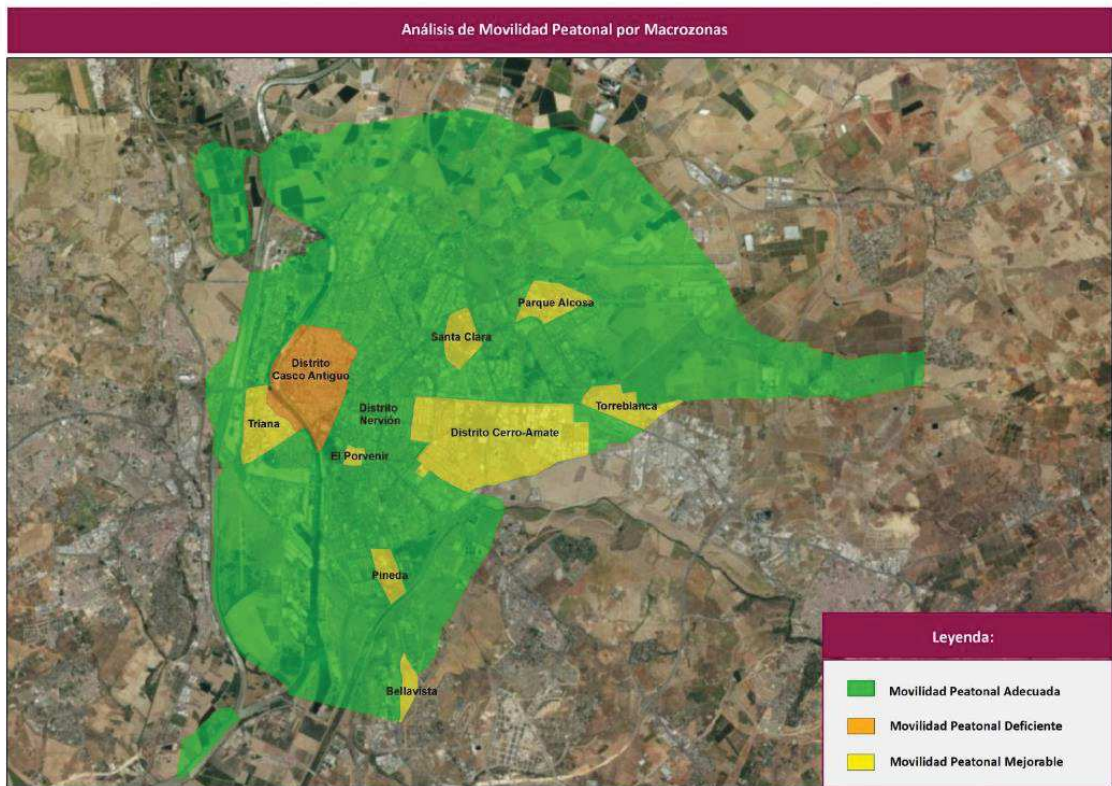 Análisis de Movilidad Peatonal por Macrozonas
Parque Alcosa
Santa Clara
Distrito
Casco Antiguo
Torreblanca
Distrito
Nervión
Triana
Distrito Cerro-Amate
El Porvenir
Pineda
Bellavista
Leyenda:
Movilidad Peatonal Adecuada
Movilidad Peatonal Deficiente
Movilidad Peatonal Mejorable